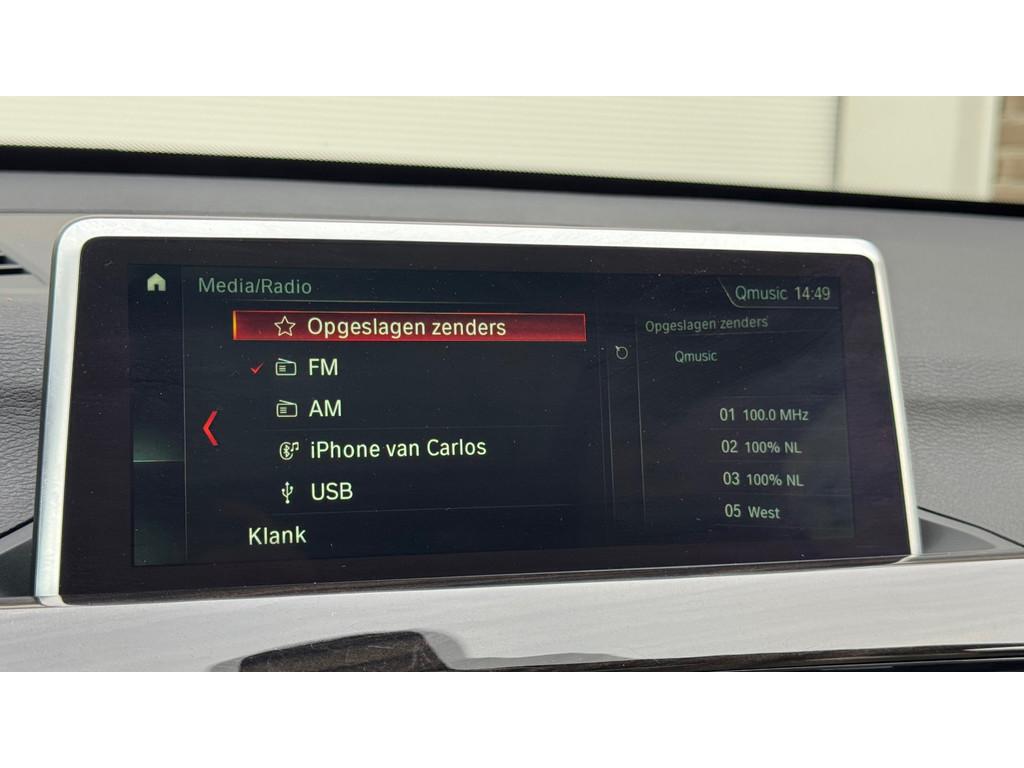 Media/Radio
Qmusic 14:49
Opgeslagen zenders
FM
AM
iPhone van Carlos
USB
Klank
Opgeslagen zenders
Qmusic
01 100.0 MHz
02 100% NL
03 100% NL
05 West